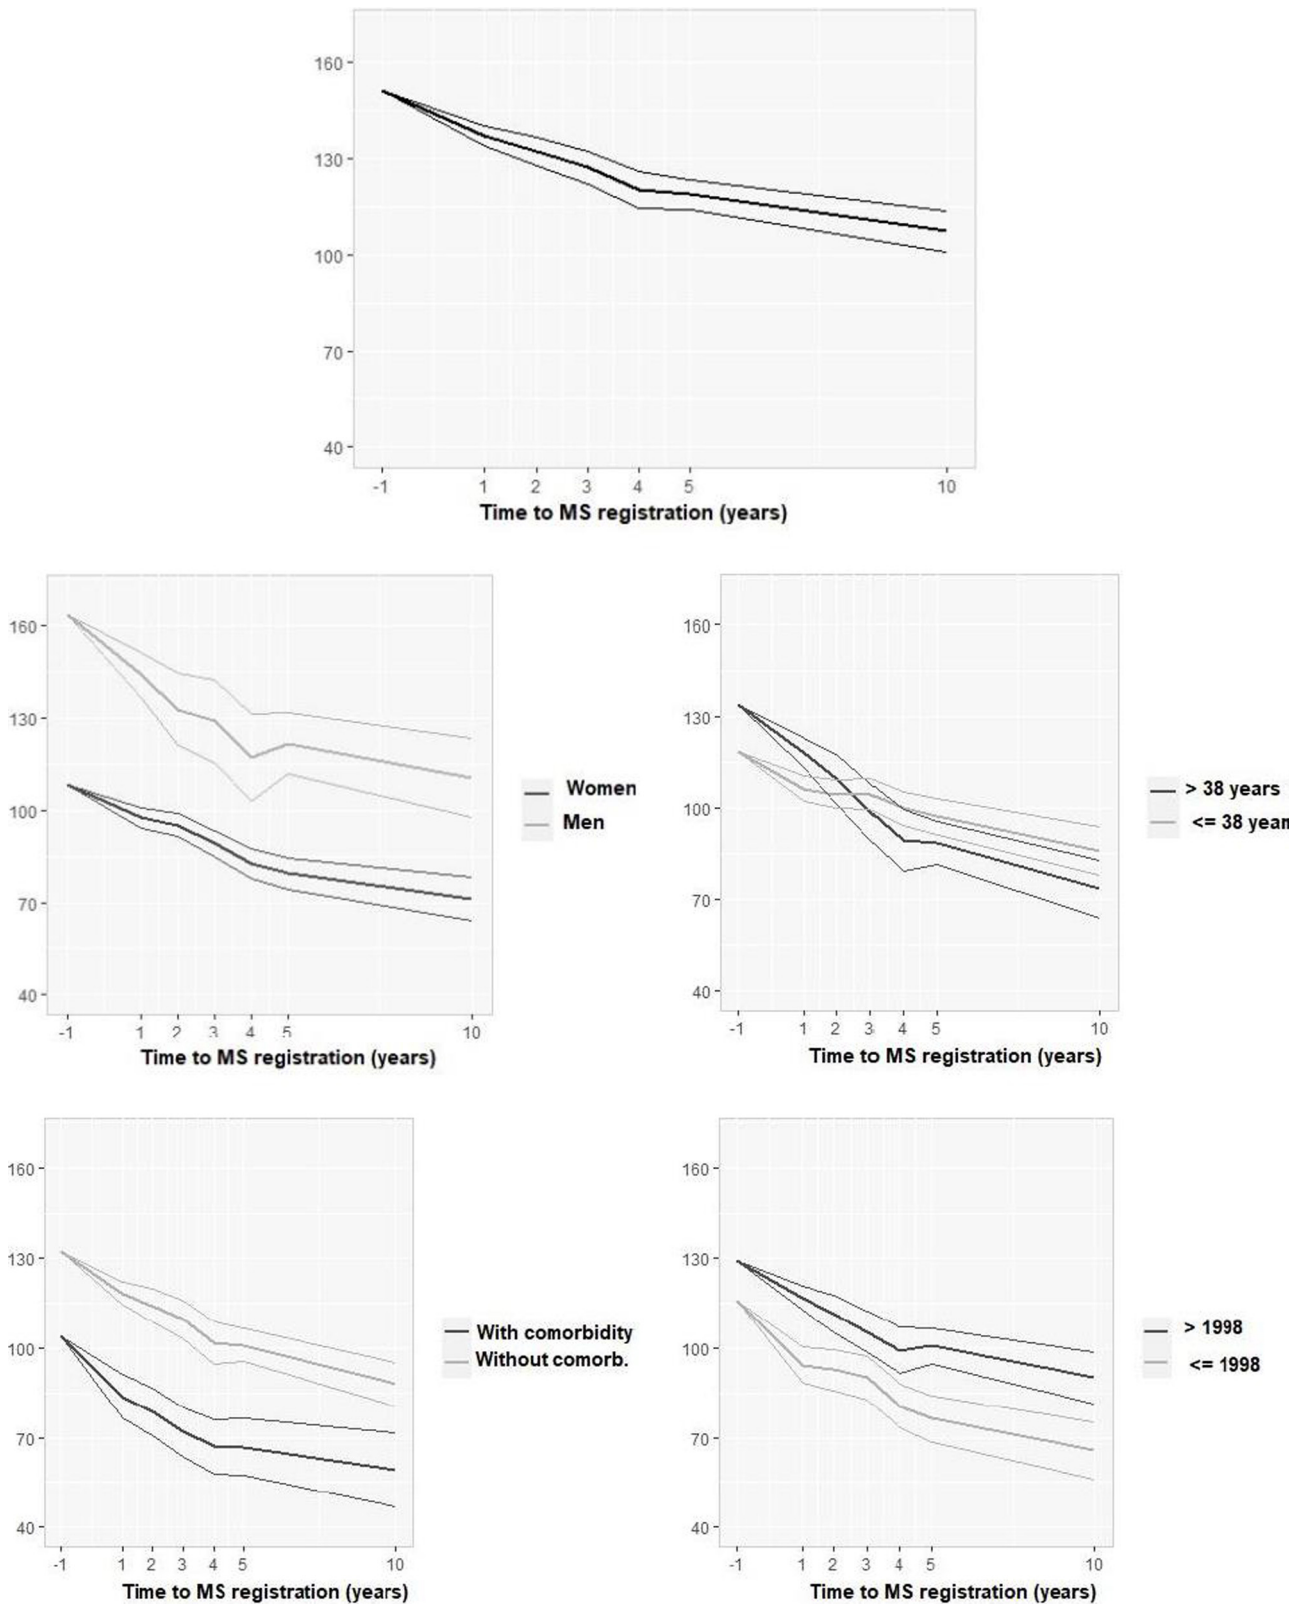 160
130
100
70
40
-1 1 2 3 4 5 10
Time to MS registration (years)
160
130
100
70
40
-1 1 2 3 4 5 10
Time to MS registration (years)
Women
Men
160
130
100
70
40
-1 1 2 3 4 5 10
Time to MS registration (years)
> 38 years
<= 38 year
160
130
100
70
40
-1 1 2 3 4 5 10
Time to MS registration (years)
With comorbidity
Without comorb.
160
130
100
70
40
-1 1 2 3 4 5 10
Time to MS registration (years)
> 1998
<= 1998